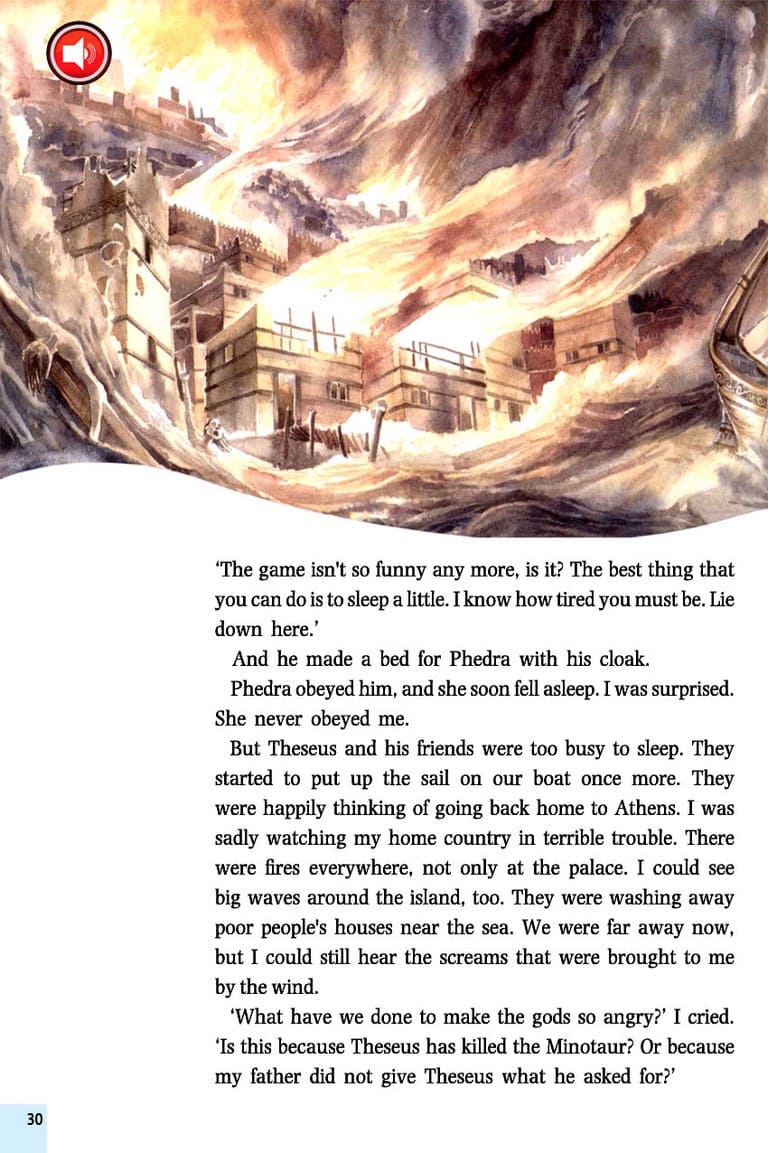 ‘The game isn't so funny any more, is it? The best thing that
you can do is to sleep a little. I know how tired you must be. Lie
down here.’
And he made a bed for Phedra with his cloak.
Phedra obeyed him, and she soon fell asleep. I was surprised.
She never obeyed me.
But Theseus and his friends were too busy to sleep. They
started to put up the sail on our boat once more. They
were happily thinking of going back home to Athens. I was
sadly watching my home country in terrible trouble. There
were fires everywhere, not only at the palace. I could see
big waves around the island, too. They were washing away
poor people's houses near the sea. We were far away now,
but I could still hear the screams that were brought to me
by the wind.
‘What have we done to make the gods so angry?’ I cried.
‘Is this because Theseus has killed the Minotaur? Or because
my father did not give Theseus what he asked for?’
30